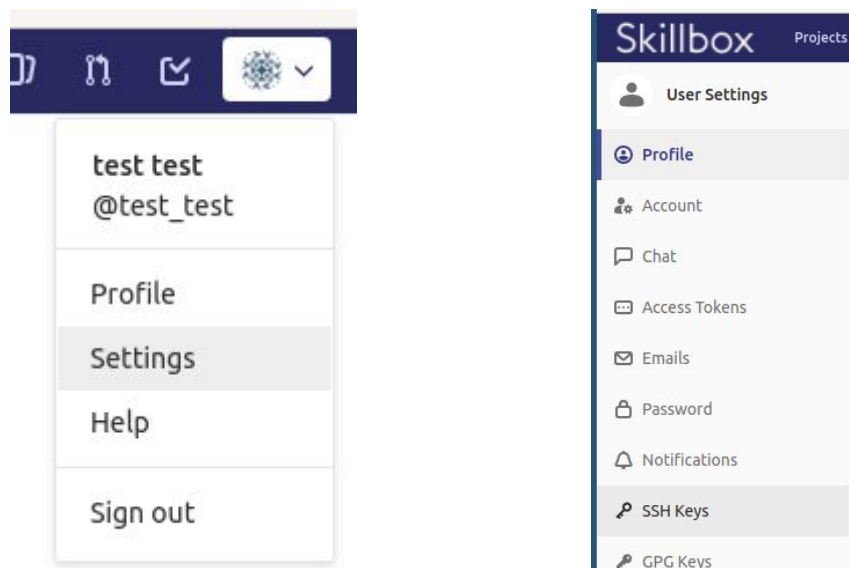 test test
@test_test
Profile
Settings
Help
Sign out
Skillbox Projects
User Settings
Profile
Account
Chat
Access Tokens
Emails
Password
Notifications
SSH Keys
GPG Keys